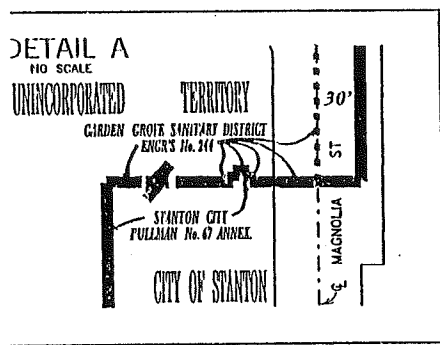 DETAIL A
NO SCALE
UNINCORPORATED TERRITORY
30'
GARDEN GROVE SANITARY DISTRICT
ENGR'S No. 244
ST
MAGNOLIA
STANTON CITY
PULLMAN No. 67 ANNEX.
CITY OF STANTON
℄